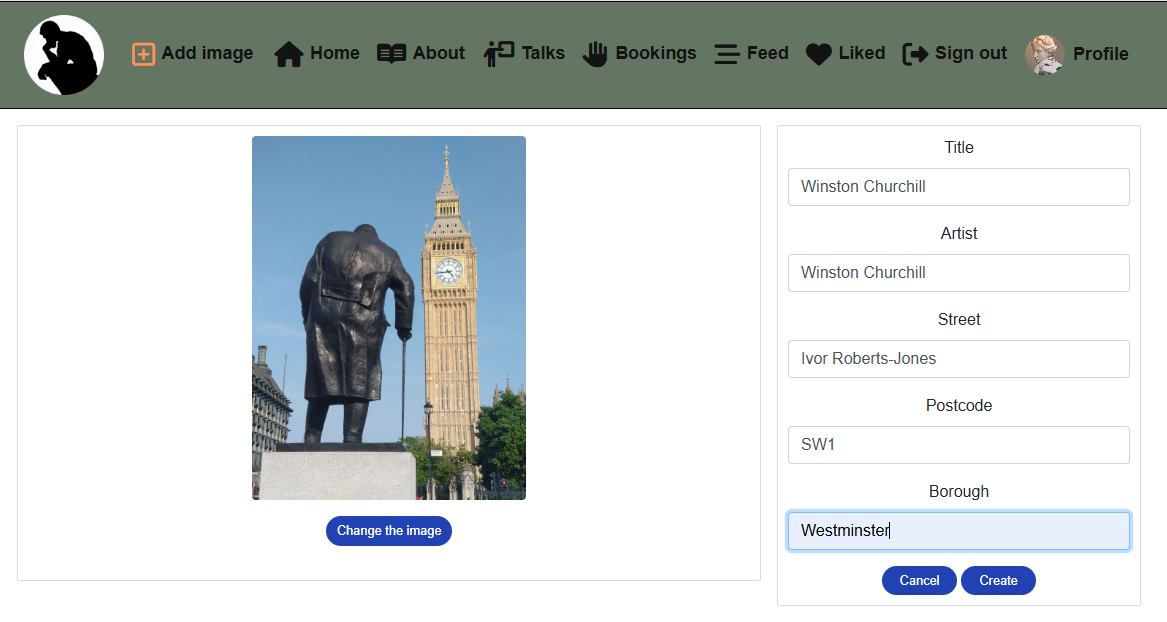 Add image Home About Talks Bookings Feed Liked Sign out Profile
Title
Winston Churchill
Artist
Winston Churchill
Street
Ivor Roberts-Jones
Postcode
SW1
Borough
Westminster
Change the image
Cancel Create